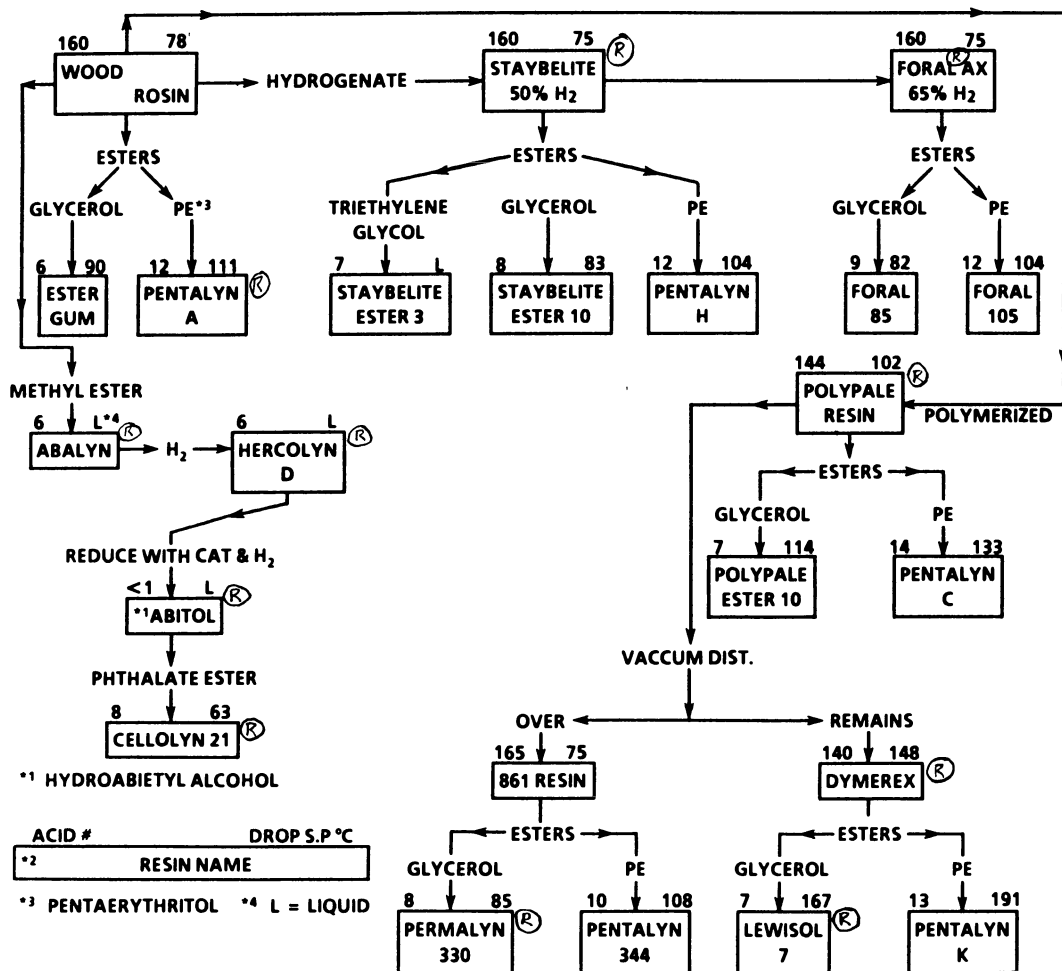 160 78
WOOD
ROSIN
HYDROGENATE
160 75 ®
STAYBELITE
50% H₂
160 75
®
FORAL AX
65% H₂
ESTERS
GLYCEROL PE*³
6 90
ESTER
GUM
12 111
PENTALYN ®
A
ESTERS
TRIETHYLENE
GLYCOL
GLYCEROL
PE
7 L
STAYBELITE
ESTER 3
8 83
STAYBELITE
ESTER 10
12 104
PENTALYN
H
ESTERS
GLYCEROL PE
9 82
FORAL
85
12 104
FORAL
105
METHYL ESTER
6 L*⁴
ABALYN ®
H₂
6 L
HERCOLYN ®
D
REDUCE WITH CAT & H₂
<1 L
*¹ABITOL ®
PHTHALATE ESTER
8 63
CELLOLYN 21 ®
144 102
POLYPALE ®
RESIN
POLYMERIZED
ESTERS
GLYCEROL PE
7 114
POLYPALE
ESTER 10
14 133
PENTALYN
C
VACCUM DIST.
OVER REMAINS
165 75
861 RESIN
140 148
DYMEREX ®
ESTERS
GLYCEROL PE
8 85
PERMALYN ®
330
10 108
PENTALYN
344
ESTERS
GLYCEROL PE
7 167
LEWISOL ®
7
13 191
PENTALYN
K
*¹ HYDROABIETYL ALCOHOL
ACID # DROP S.P °C
*² RESIN NAME
*³ PENTAERYTHRITOL *⁴ L = LIQUID